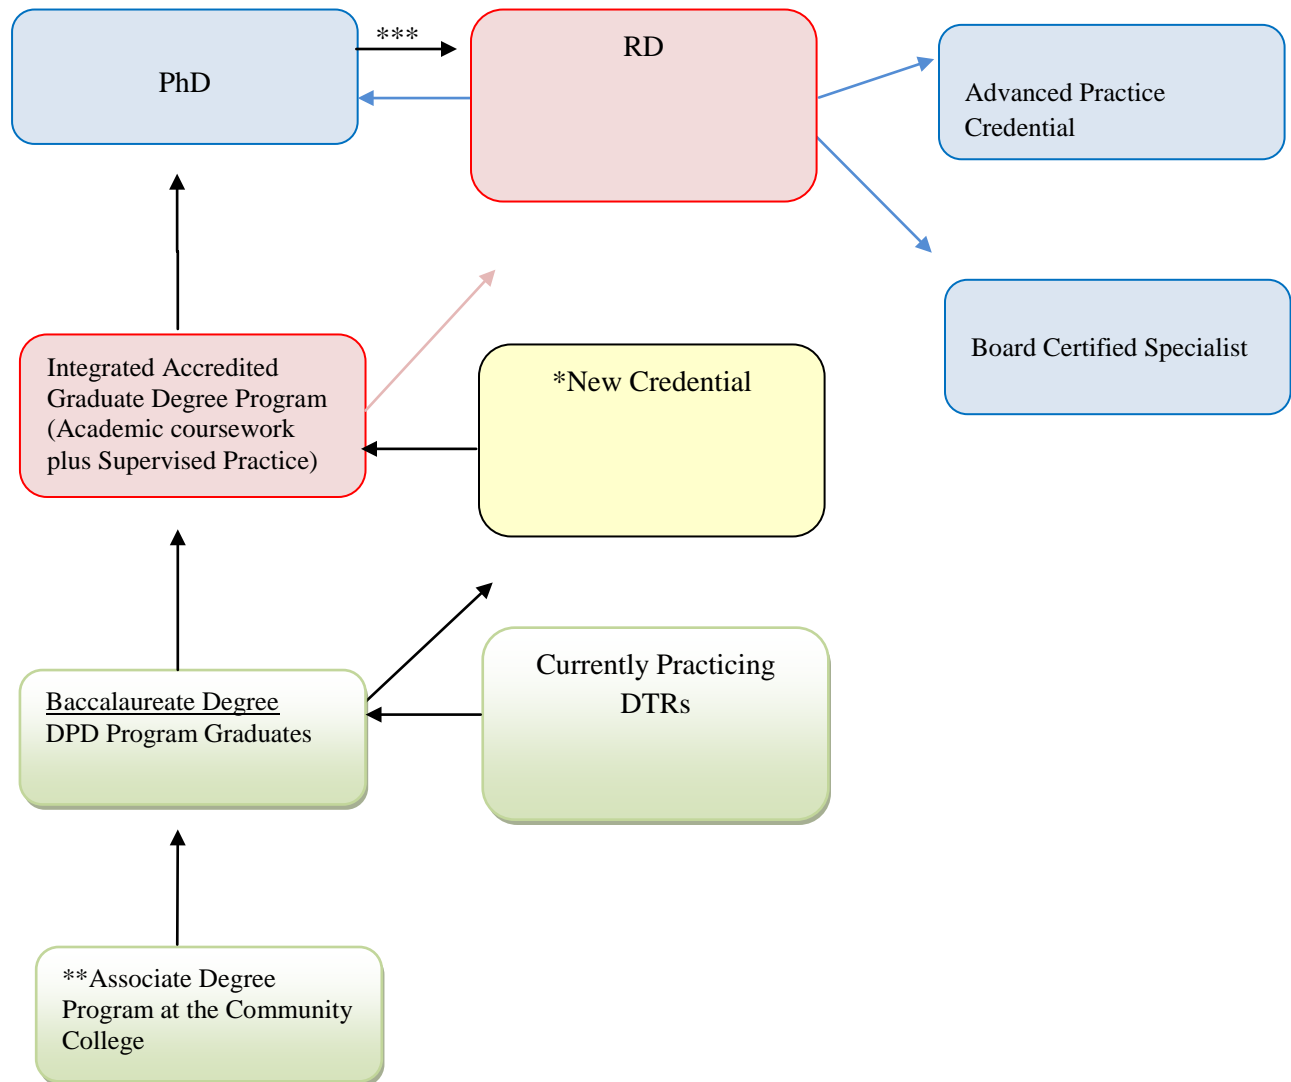 PhD
***
RD
Advanced Practice
Credential
Board Certified Specialist
Integrated Accredited
Graduate Degree Program
(Academic coursework
plus Supervised Practice)
*New Credential
Baccalaureate Degree
DPD Program Graduates
Currently Practicing
DTRs
**Associate Degree
Program at the Community
College